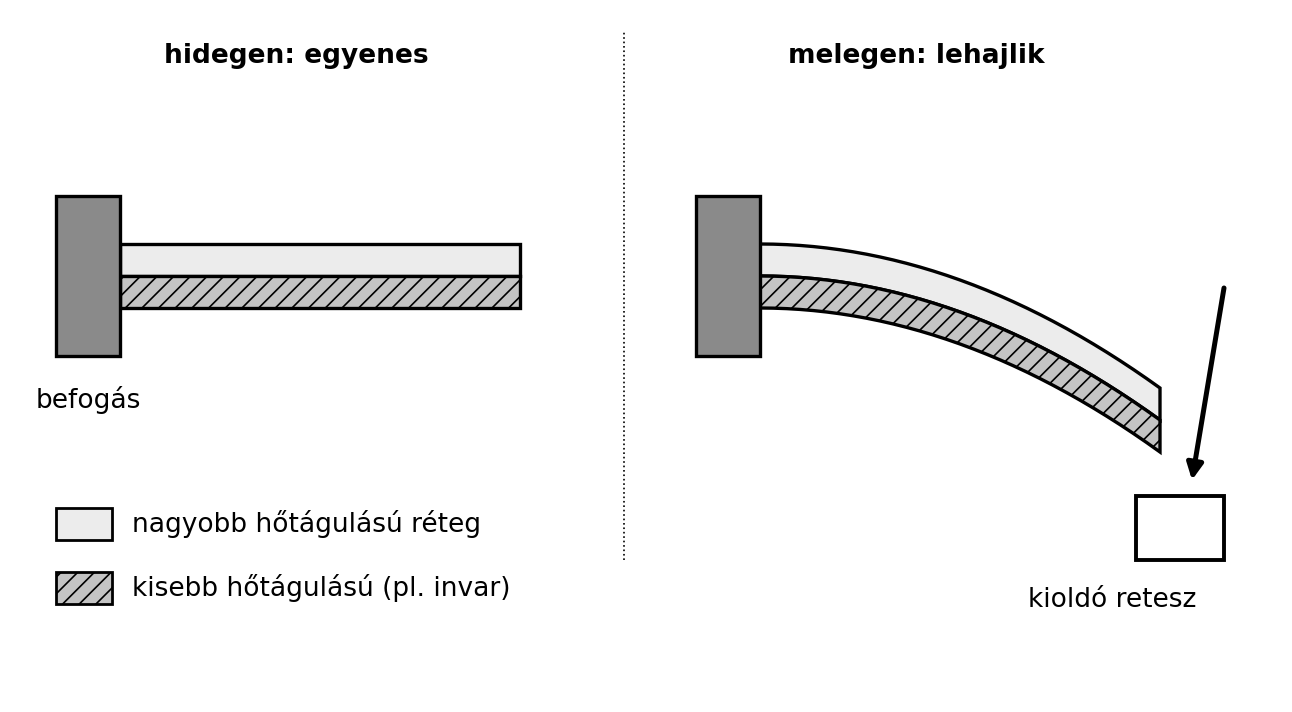 hidegen: egyenes
melegen: lehajlik
befogás
nagyobb hőtágulású réteg
kisebb hőtágulású (pl. invar)
kioldó retesz